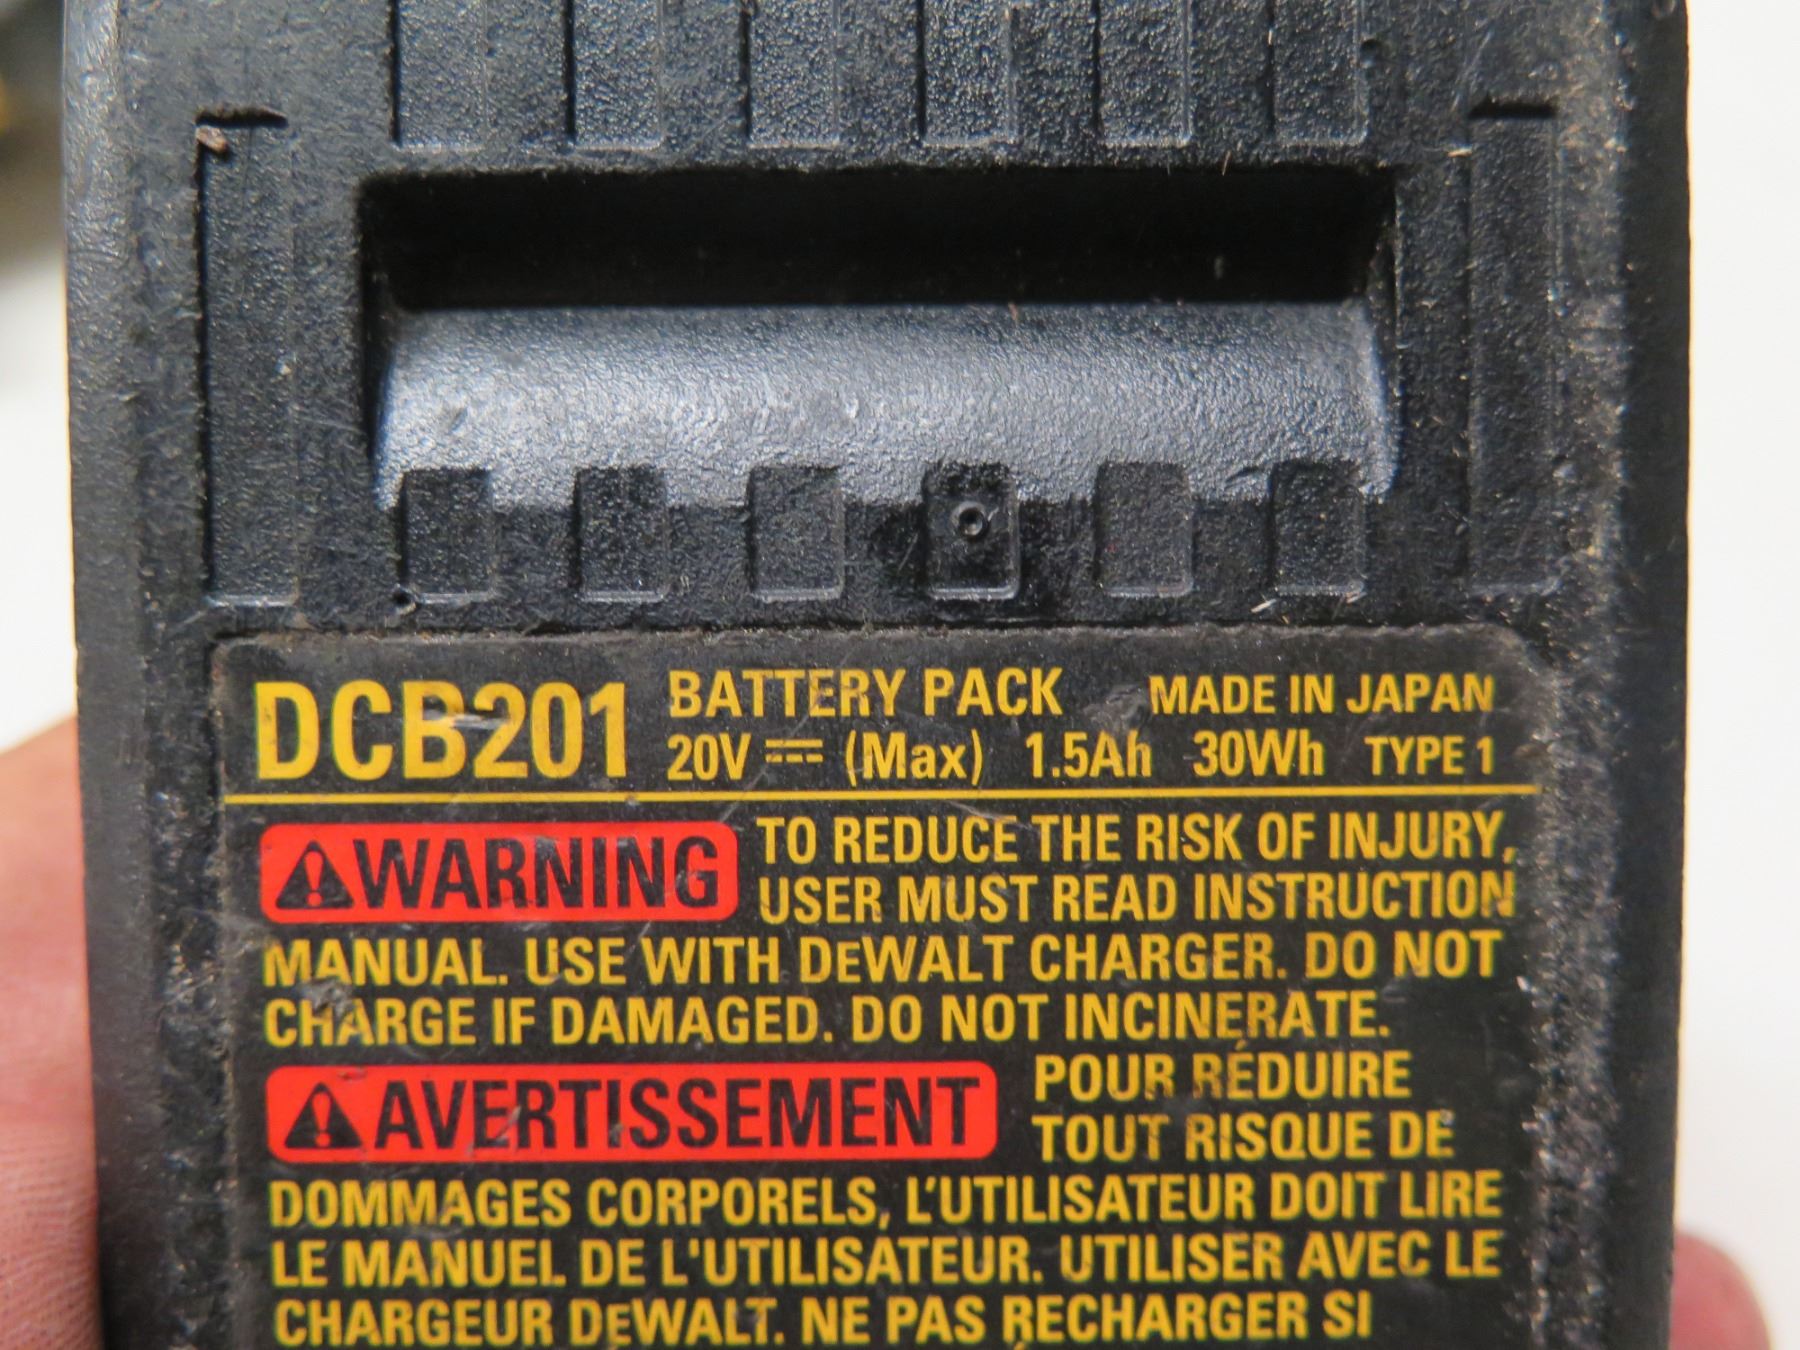 DCB201 BATTERY PACK MADE IN JAPAN
20V ⎓ (Max) 1.5Ah 30Wh TYPE 1
⚠WARNING TO REDUCE THE RISK OF INJURY,
USER MUST READ INSTRUCTION
MANUAL. USE WITH DeWALT CHARGER. DO NOT
CHARGE IF DAMAGED. DO NOT INCINERATE.
⚠AVERTISSEMENT POUR RÉDUIRE
TOUT RISQUE DE
DOMMAGES CORPORELS, L'UTILISATEUR DOIT LIRE
LE MANUEL DE L'UTILISATEUR. UTILISER AVEC LE
CHARGEUR DeWALT. NE PAS RECHARGER SI